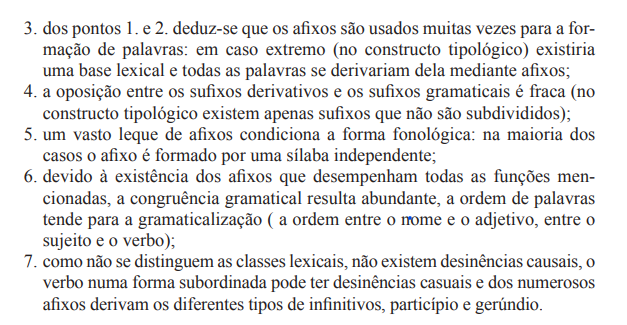 3. dos pontos 1. e 2. deduz-se que os afixos são usados muitas vezes para a for-
mação de palavras: em caso extremo (no constructo tipológico) existiria
uma base lexical e todas as palavras se derivariam dela mediante afixos;
4. a oposição entre os sufixos derivativos e os sufixos gramaticais é fraca (no
constructo tipológico existem apenas sufixos que não são subdivididos);
5. um vasto leque de afixos condiciona a forma fonológica: na maioria dos
casos o afixo é formado por uma sílaba independente;
6. devido à existência dos afixos que desempenham todas as funções men-
cionadas, a congruência gramatical resulta abundante, a ordem de palavras
tende para a gramaticalização ( a ordem entre o nome e o adjetivo, entre o
sujeito e o verbo);
7. como não se distinguem as classes lexicais, não existem desinências causais, o
verbo numa forma subordinada pode ter desinências casuais e dos numerosos
afixos derivam os diferentes tipos de infinitivos, particípio e gerúndio.